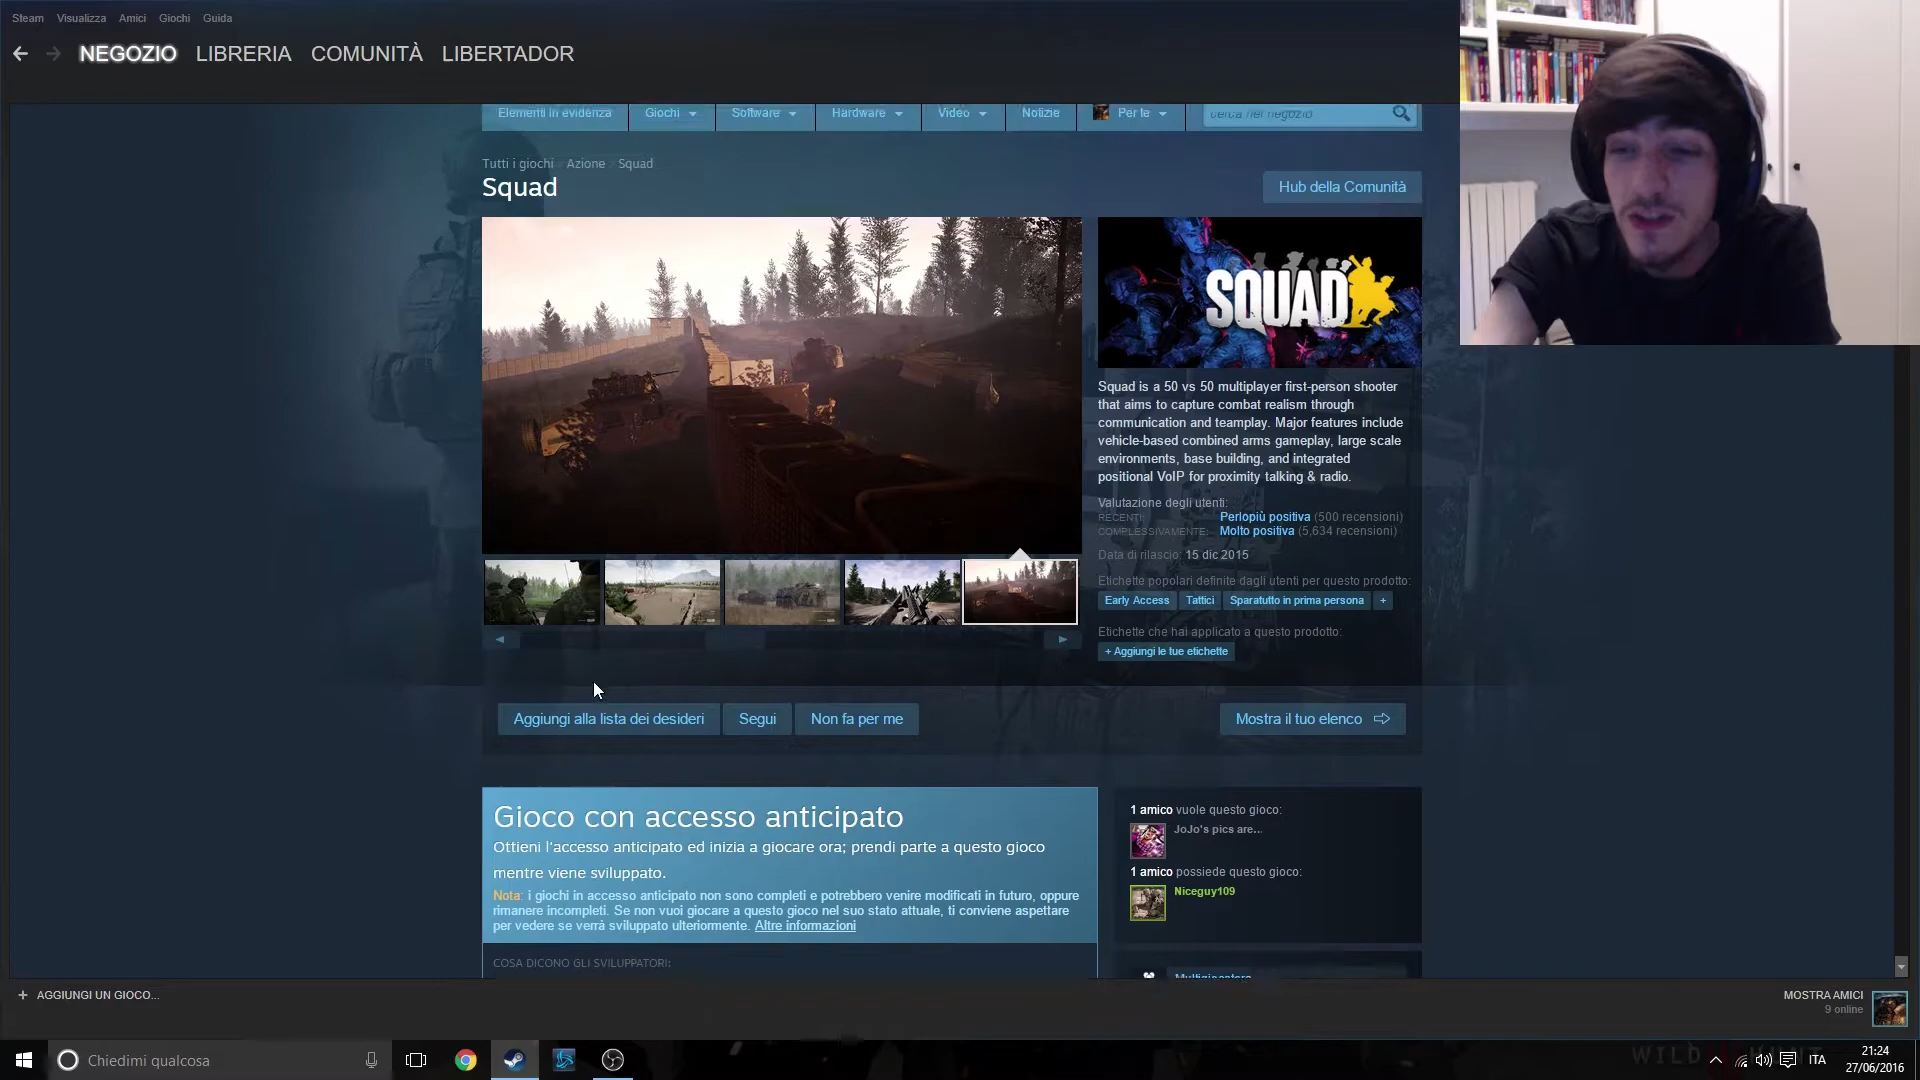 Steam Visualizza Amici Giochi Guida
NEGOZIO LIBRERIA COMUNITÀ LIBERTADOR
Elementi in evidenza Giochi Software Hardware Video Notizie Per te cerca nel negozio
Tutti i giochi Azione Squad
Squad
Hub della Comunità
SQUAD
Squad is a 50 vs 50 multiplayer first-person shooter
that aims to capture combat realism through
communication and teamplay. Major features include
vehicle-based combined arms gameplay, large scale
environments, base building, and integrated
positional VoIP for proximity talking & radio.
Valutazione degli utenti:
RECENTI: Perlopiù positiva (500 recensioni)
COMPLESSIVAMENTE: Molto positiva (5,634 recensioni)
Data di rilascio: 15 dic 2015
Etichette popolari definite dagli utenti per questo prodotto:
Early Access Tattici Sparatutto in prima persona +
Etichette che hai applicato a questo prodotto:
+ Aggiungi le tue etichette
Aggiungi alla lista dei desideri Segui Non fa per me Mostra il tuo elenco
Gioco con accesso anticipato
Ottieni l'accesso anticipato ed inizia a giocare ora; prendi parte a questo gioco
mentre viene sviluppato.
Nota: i giochi in accesso anticipato non sono completi e potrebbero venire modificati in futuro, oppure
rimanere incompleti. Se non vuoi giocare a questo gioco nel suo stato attuale, ti conviene aspettare
per vedere se verrà sviluppato ulteriormente. Altre informazioni
COSA DICONO GLI SVILUPPATORI:
1 amico vuole questo gioco:
JoJo's pics are...
1 amico possiede questo gioco:
Niceguy109
Multigiocatore
+ AGGIUNGI UN GIOCO...
MOSTRA AMICI
9 online
Chiedimi qualcosa
WILD HUNT
ITA
21:24
27/06/2016